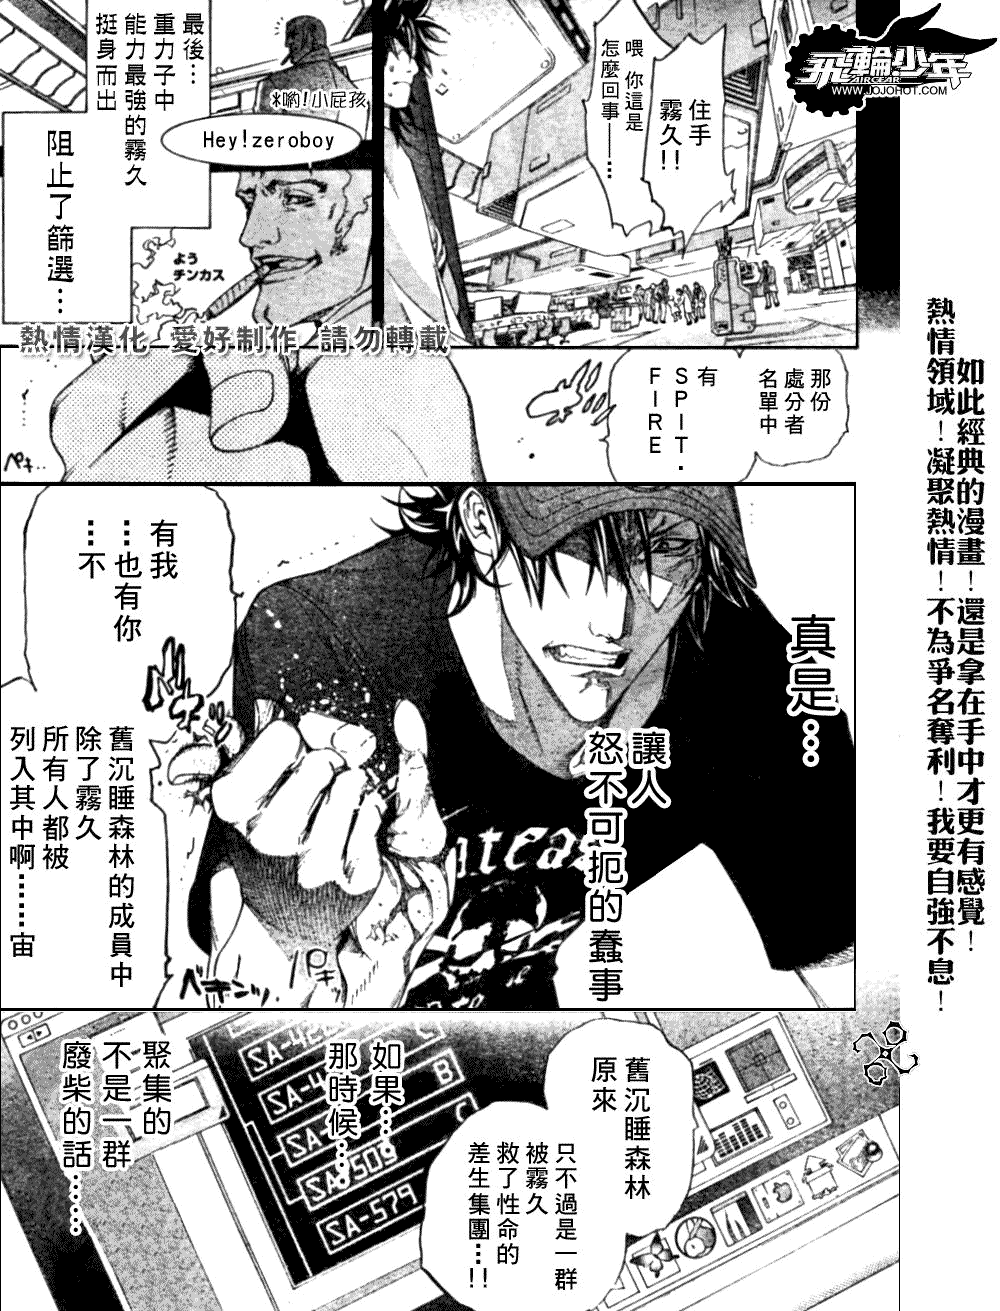 飛輪少年
AIRGEAR
WWW.JOJOHOT.COM
住手
霧久!!
喂 你這是
怎麼回事……
最後…
重力子中
能力最強的霧久
挺身而出
*喲!小屁孩
Hey!zeroboy
阻止了篩選…
よう
チンカス
熱情漢化 愛好制作 請勿轉載
那份
處分者
名單中
有
SPIT.
FIRE
ペキ…
真是…
讓人
怒不可扼的蠢事
有我
…也有你
…不
舊沉睡森林的成員中
除了霧久
所有人都被
列入其中啊……宙
舊沉睡森林
原來
只不過是一群
被霧久
救了性命的
差生集團…!!
如果…
那時候…
聚集的
不是一群
廢柴的話……
B
C
SA-509
SA-579
如此經典的漫畫!還是拿在手中才更有感覺!
熱情領域!凝聚熱情!不為爭名奪利!我要自強不息!